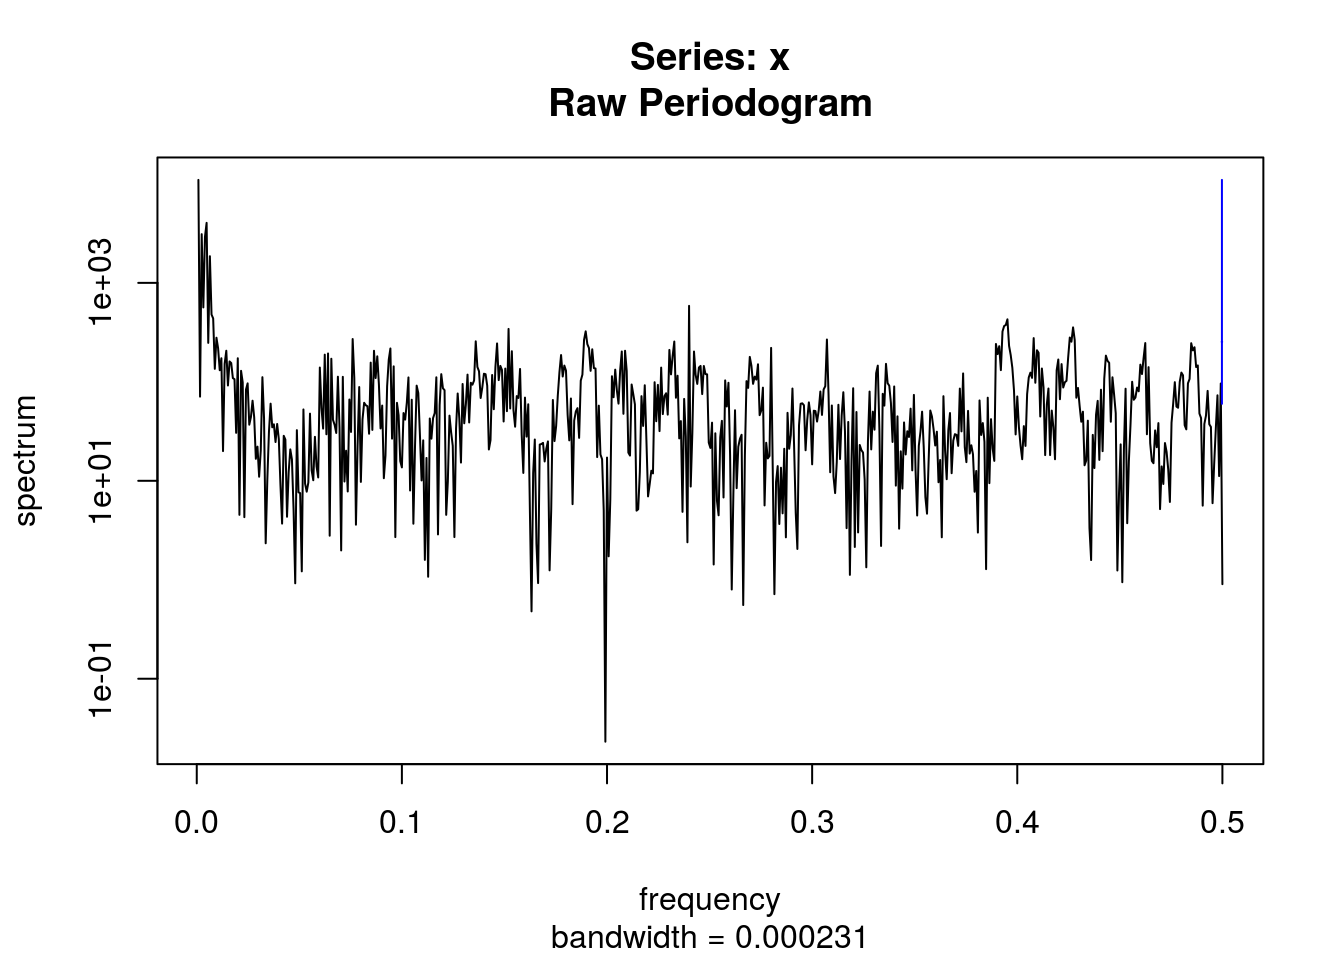 Series: x
Raw Periodogram
spectrum
1e+03
1e+01
1e-01
0.0 0.1 0.2 0.3 0.4 0.5
frequency
bandwidth = 0.000231